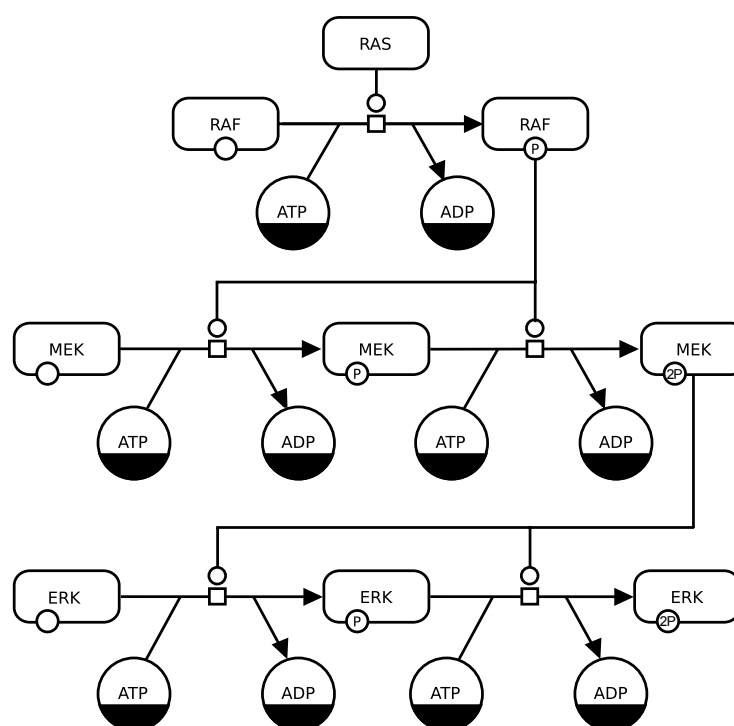 RAS
RAF
RAF
P
ATP
ADP
MEK
MEK
MEK
P
2P
ATP
ADP
ATP
ADP
ERK
ERK
ERK
P
2P
ATP
ADP
ATP
ADP